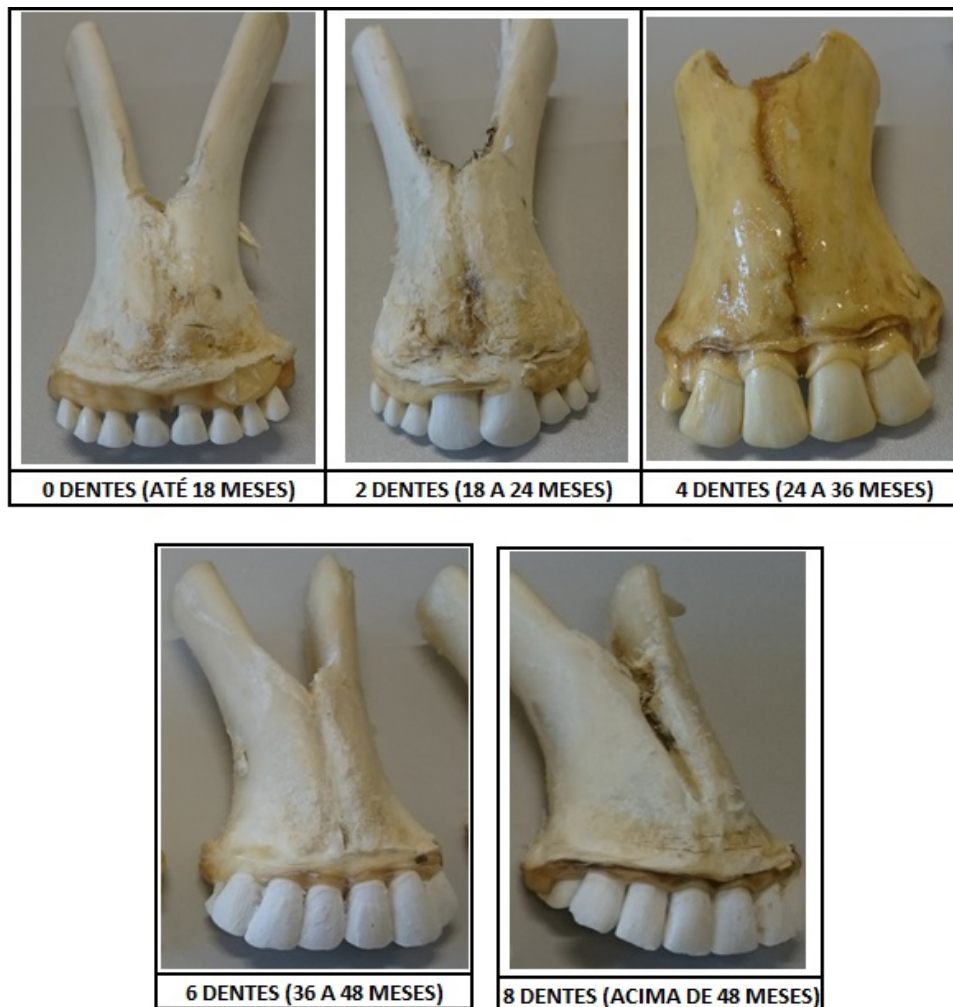 0 DENTES (ATÉ 18 MESES)
2 DENTES (18 A 24 MESES)
4 DENTES (24 A 36 MESES)
6 DENTES (36 A 48 MESES)
8 DENTES (ACIMA DE 48 MESES)